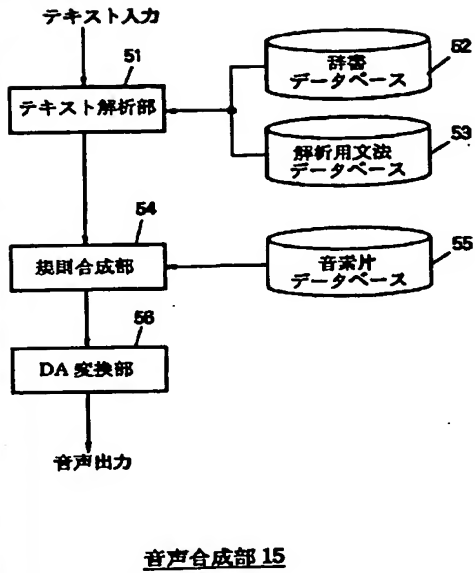 テキスト入力
51
テキスト解析部
辞書
データベース
52
解析用文法
データベース
53
54
規則合成部
音素片
データベース
55
56
DA変換部
音声出力
音声合成部 15